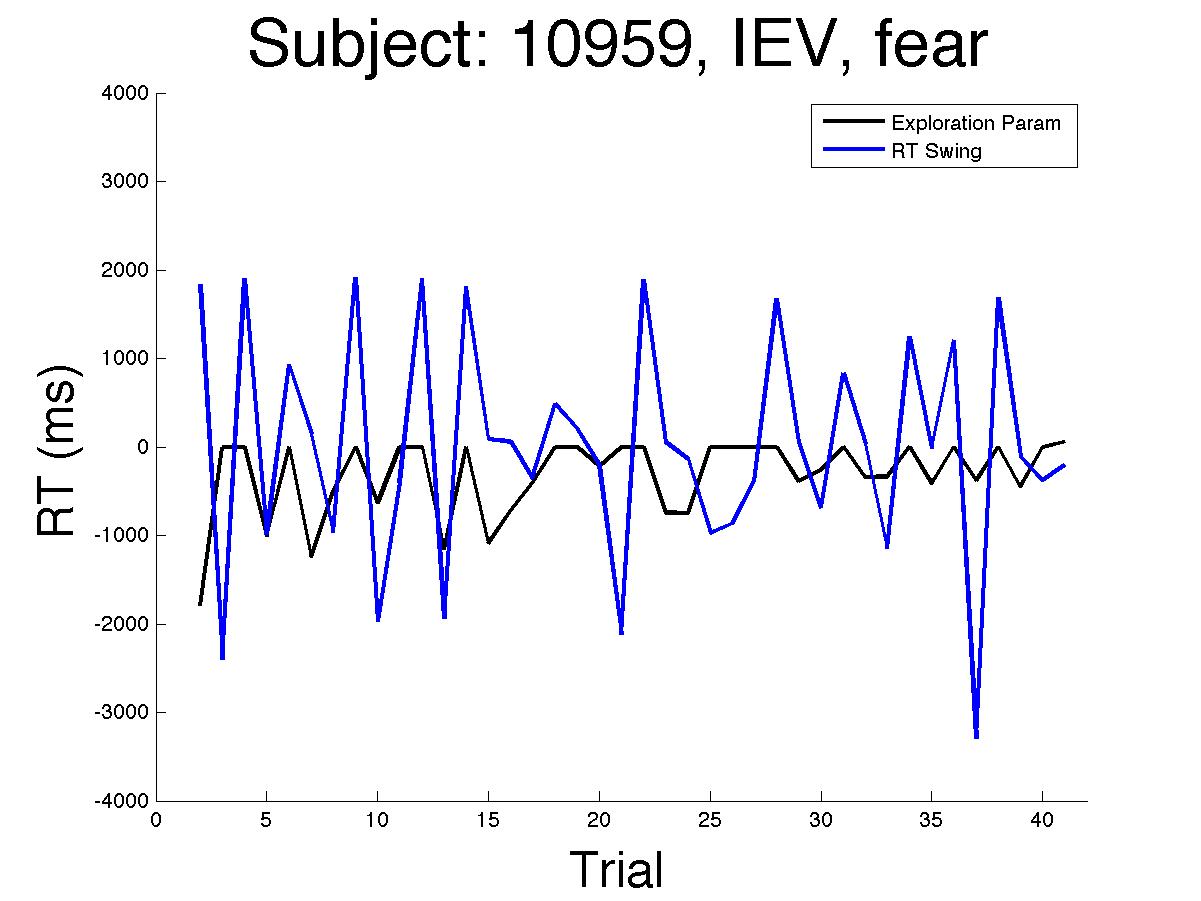 Subject: 10959, IEV, fear
4000
3000
2000
1000
0
-1000
-2000
-3000
-4000
RT (ms)
Exploration Param
RT Swing
0 5 10 15 20 25 30 35 40
Trial